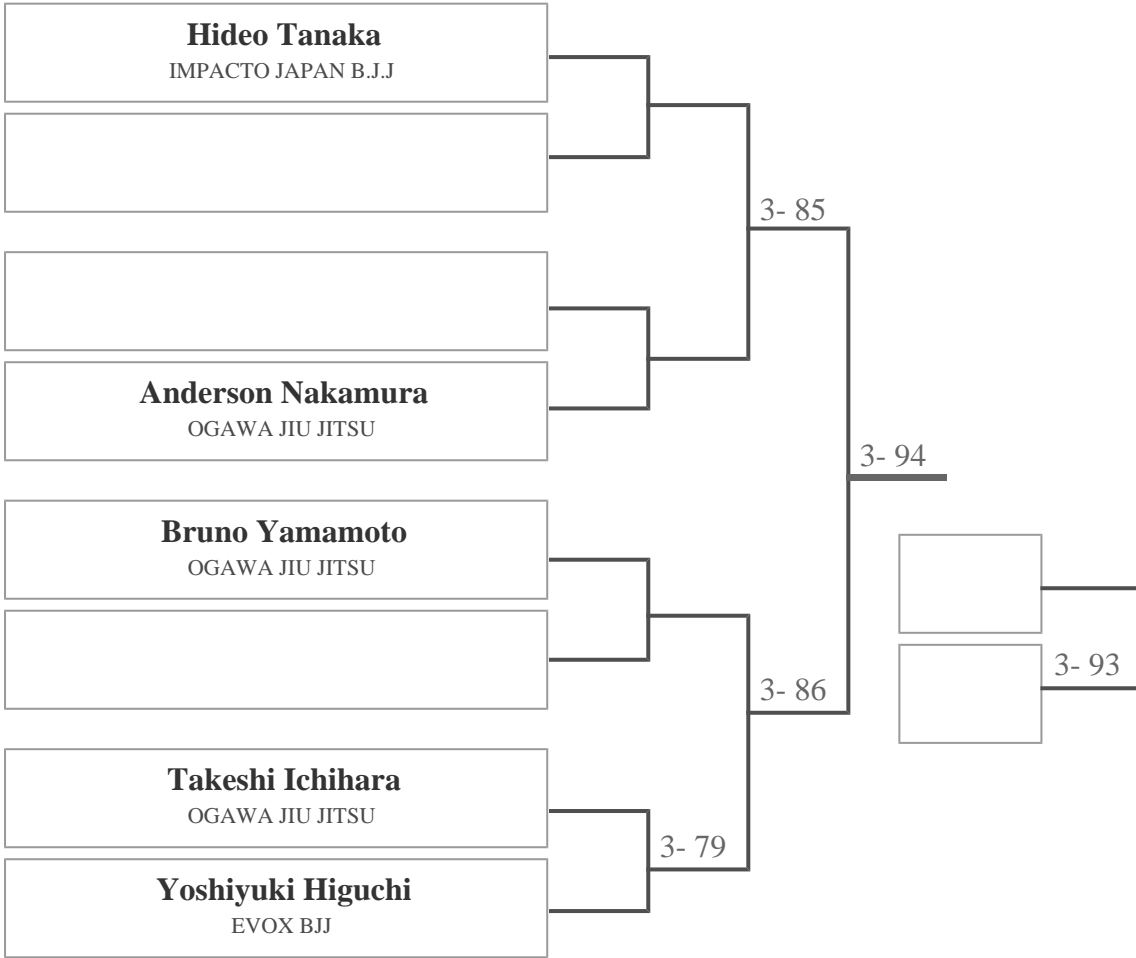 Hideo Tanaka
IMPACTO JAPAN B.J.J
3- 85
Anderson Nakamura
OGAWA JIU JITSU
3- 94
Bruno Yamamoto
OGAWA JIU JITSU
3- 93
3- 86
Takeshi Ichihara
OGAWA JIU JITSU
3- 79
Yoshiyuki Higuchi
EVOX BJJ